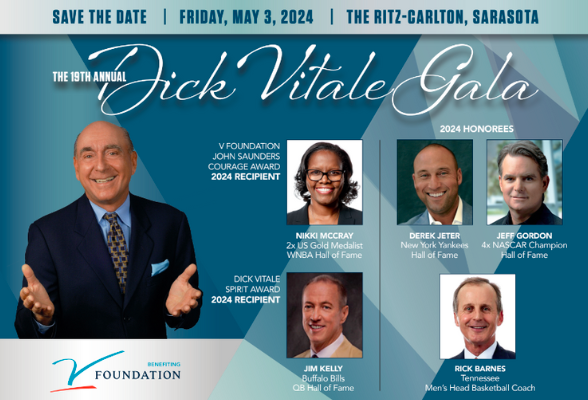 SAVE THE DATE | FRIDAY, MAY 3, 2024 | THE RITZ-CARLTON, SARASOTA
THE 19TH ANNUAL
Dick Vitale Gala
V FOUNDATION
JOHN SAUNDERS
COURAGE AWARD
2024 RECIPIENT
NIKKI MCCRAY
2x US Gold Medalist
WNBA Hall of Fame
DICK VITALE
SPIRIT AWARD
2024 RECIPIENT
JIM KELLY
Buffalo Bills
QB Hall of Fame
2024 HONOREES
DEREK JETER
New York Yankees
Hall of Fame
JEFF GORDON
4x NASCAR Champion
Hall of Fame
RICK BARNES
Tennessee
Men's Head Basketball Coach
BENEFITING
V FOUNDATION